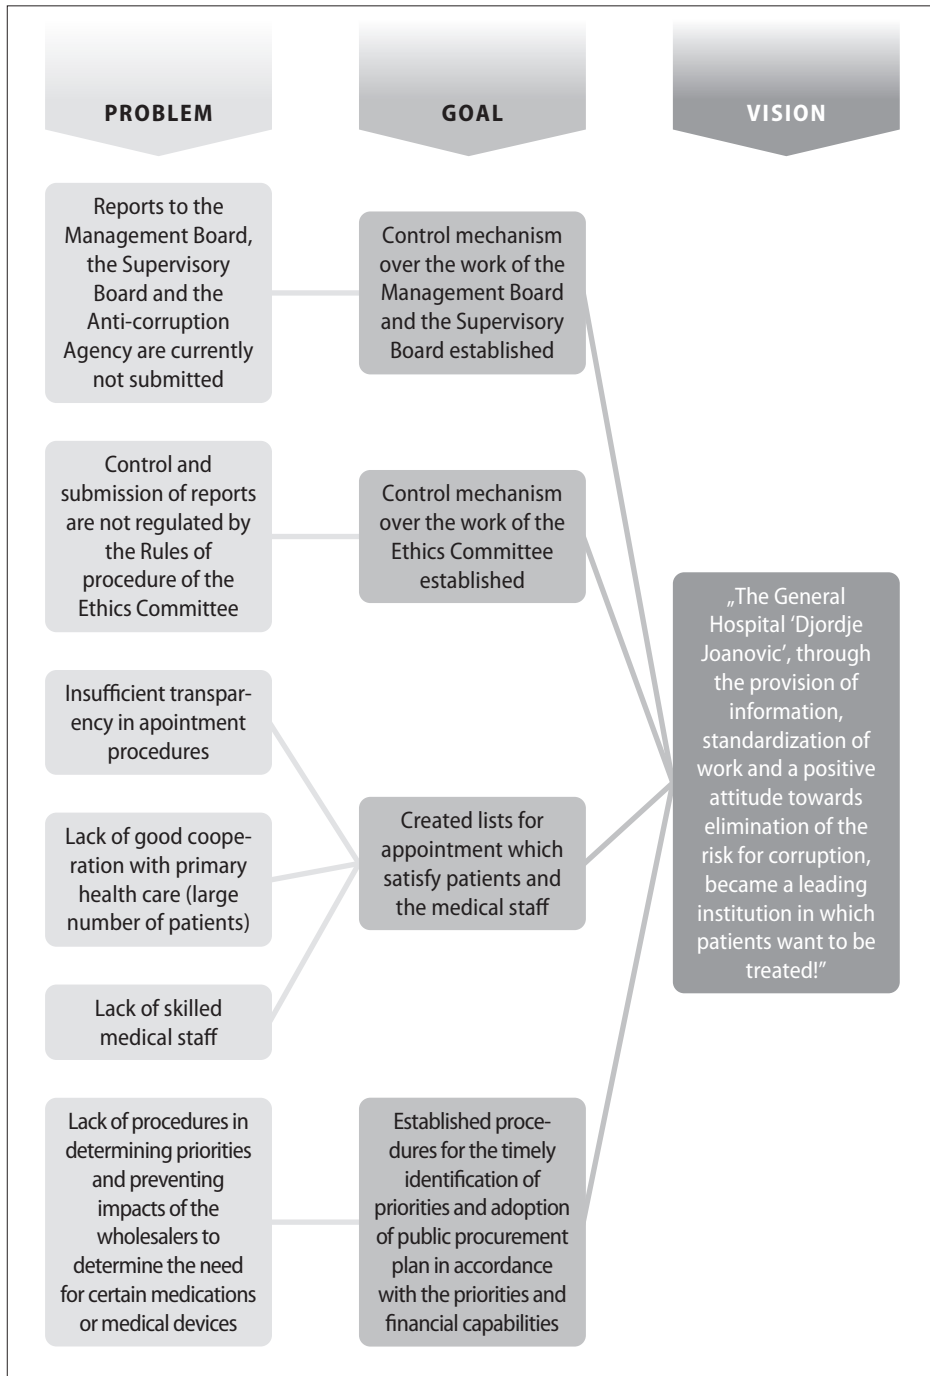 PROBLEM
GOAL
VISION
Reports to the
Management Board,
the Supervisory
Board and the
Anti-corruption
Agency are currently
not submitted
Control mechanism
over the work of the
Management Board
and the Supervisory
Board established
Control and
submission of reports
are not regulated by
the Rules of
procedure of the
Ethics Committee
Control mechanism
over the work of the
Ethics Committee
established
Insufficient transpar-
ency in apointment
procedures
Lack of good coope-
ration with primary
health care (large
number of patients)
Lack of skilled
medical staff
Created lists for
appointment which
satisfy patients and
the medical staff
Lack of procedures in
determining priorities
and preventing
impacts of the
wholesalers to
determine the need
for certain medications
or medical devices
Established proce-
dures for the timely
identification of
priorities and adoption
of public procurement
plan in accordance
with the priorities and
financial capabilities
„The General
Hospital ‘Djordje
Joanovic’, through
the provision of
information,
standardization of
work and a positive
attitude towards
elimination of the
risk for corruption,
became a leading
institution in which
patients want to be
treated!”